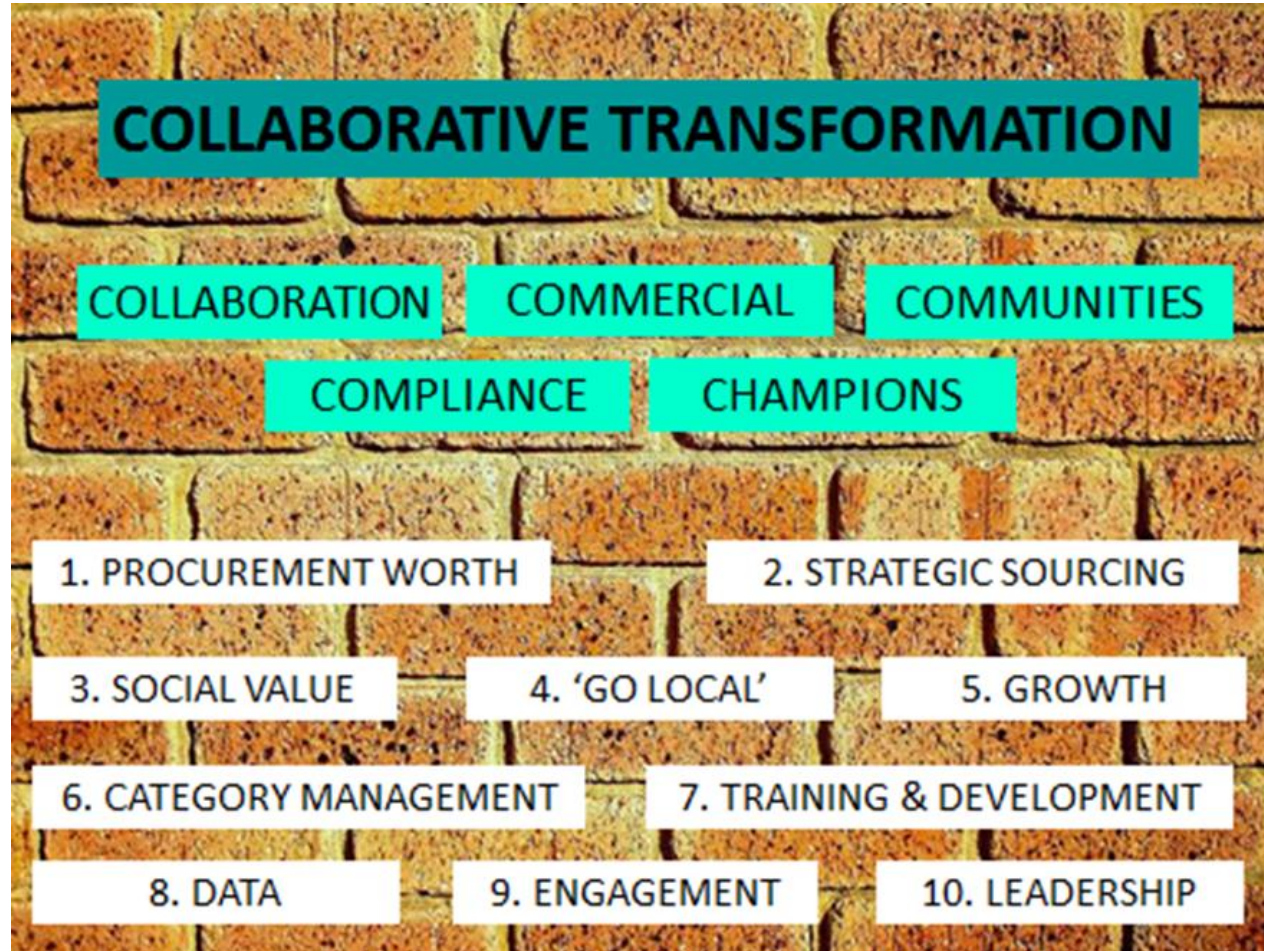 COLLABORATIVE TRANSFORMATION
COLLABORATION
COMMERCIAL
COMMUNITIES
COMPLIANCE
CHAMPIONS
1. PROCUREMENT WORTH
2. STRATEGIC SOURCING
3. SOCIAL VALUE
4. ‘GO LOCAL’
5. GROWTH
6. CATEGORY MANAGEMENT
7. TRAINING & DEVELOPMENT
8. DATA
9. ENGAGEMENT
10. LEADERSHIP